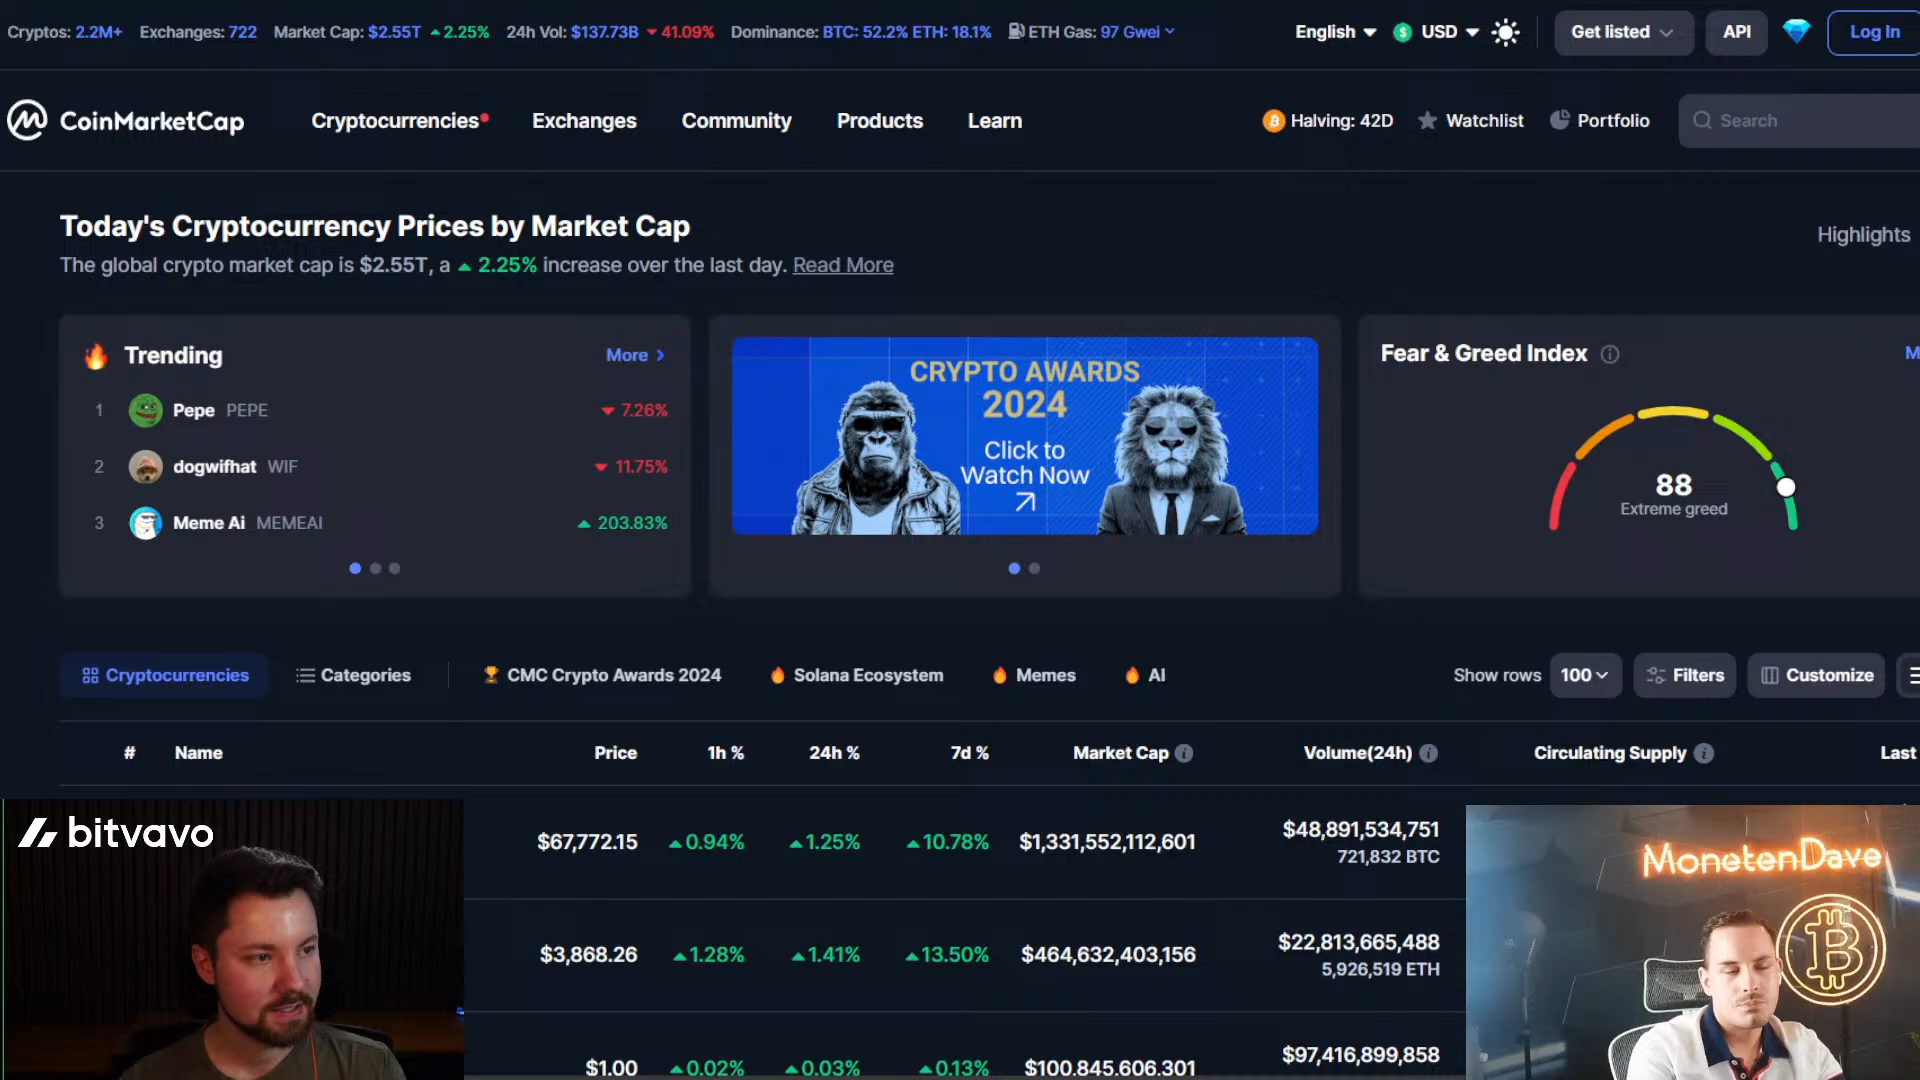 Cryptos: 2.2M+ Exchanges: 722 Market Cap: $2.55T 2.25% 24h Vol: $137.73B 41.09% Dominance: BTC: 52.2% ETH: 18.1% ETH Gas: 97 Gwei English USD Get listed API Log In
CoinMarketCap Cryptocurrencies Exchanges Community Products Learn Halving: 42D Watchlist Portfolio Search
Today's Cryptocurrency Prices by Market Cap
Highlights
The global crypto market cap is $2.55T, a 2.25% increase over the last day. Read More
Trending More
1 Pepe PEPE 7.26%
2 dogwifhat WIF 11.75%
3 Meme Ai MEMEAI 203.83%
CRYPTO AWARDS
2024
Click to
Watch Now
Fear & Greed Index M
88
Extreme greed
Cryptocurrencies Categories CMC Crypto Awards 2024 Solana Ecosystem Memes AI Show rows 100 Filters Customize
# Name Price 1h % 24h % 7d % Market Cap Volume(24h) Circulating Supply Last
bitvavo
$67,772.15 0.94% 1.25% 10.78% $1,331,552,112,601 $48,891,534,751
721,832 BTC
$3,868.26 1.28% 1.41% 13.50% $464,632,403,156 $22,813,665,488
5,926,519 ETH
$1.00 0.02% 0.03% 0.13% $100,845,606,301 $97,416,899,858
MonetenDave